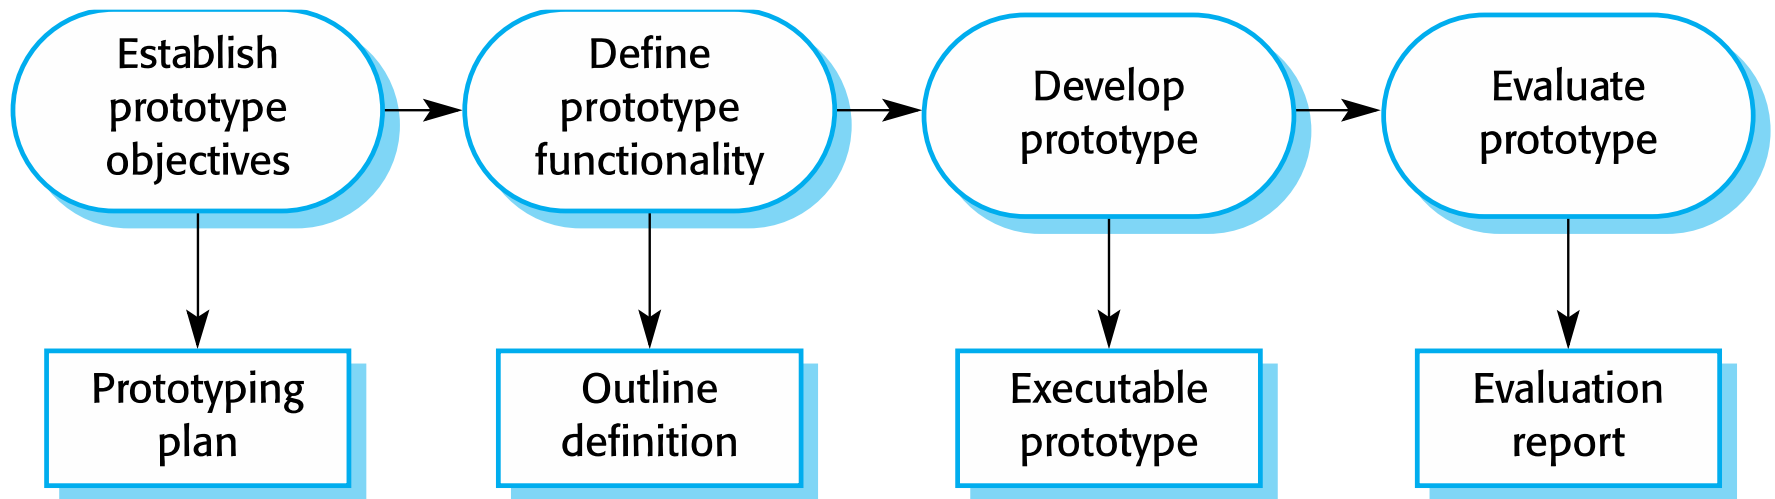 Establish
prototype
objectives
Define
prototype
functionality
Develop
prototype
Evaluate
prototype
Prototyping
plan
Outline
definition
Executable
prototype
Evaluation
report